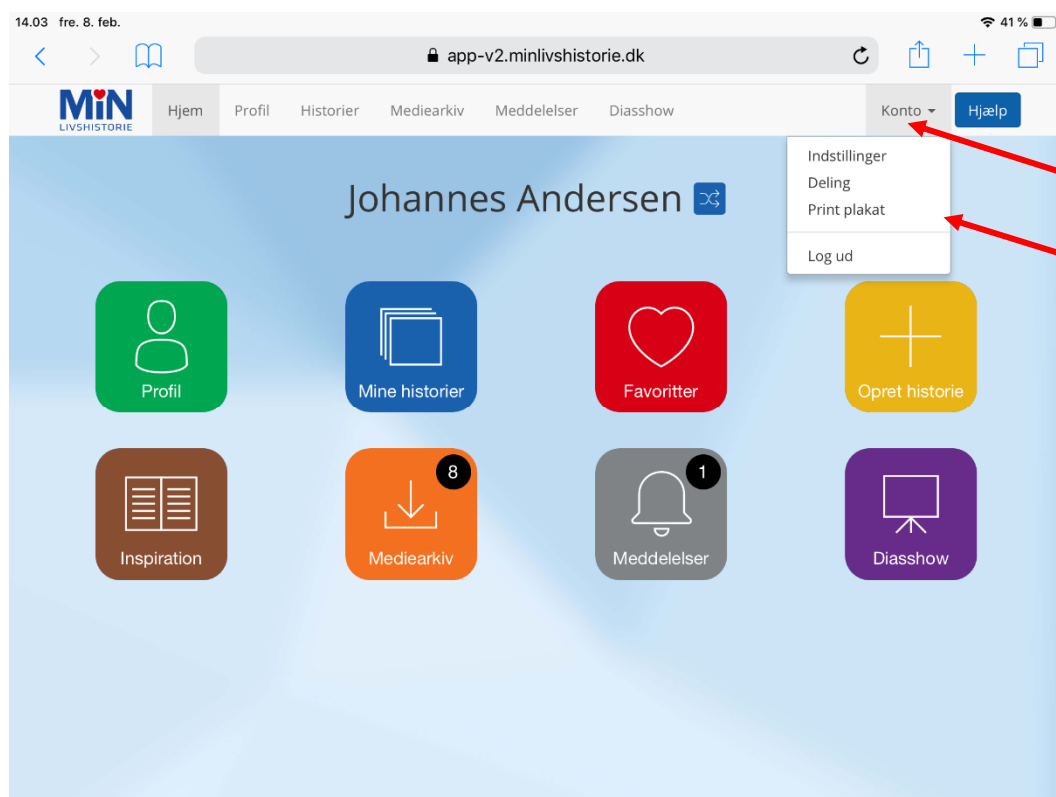 14.03 fre. 8. feb.
41 %
app-v2.minlivshistorie.dk
MiN
LIVSHISTORIE
Hjem Profil Historier Mediearkiv Meddelelser Diasshow Konto Hjælp
Indstillinger
Deling
Print plakat
Log ud
Johannes Andersen
Profil Mine historier Favoritter Opret historie
8 1
Inspiration Mediearkiv Meddelelser Diasshow